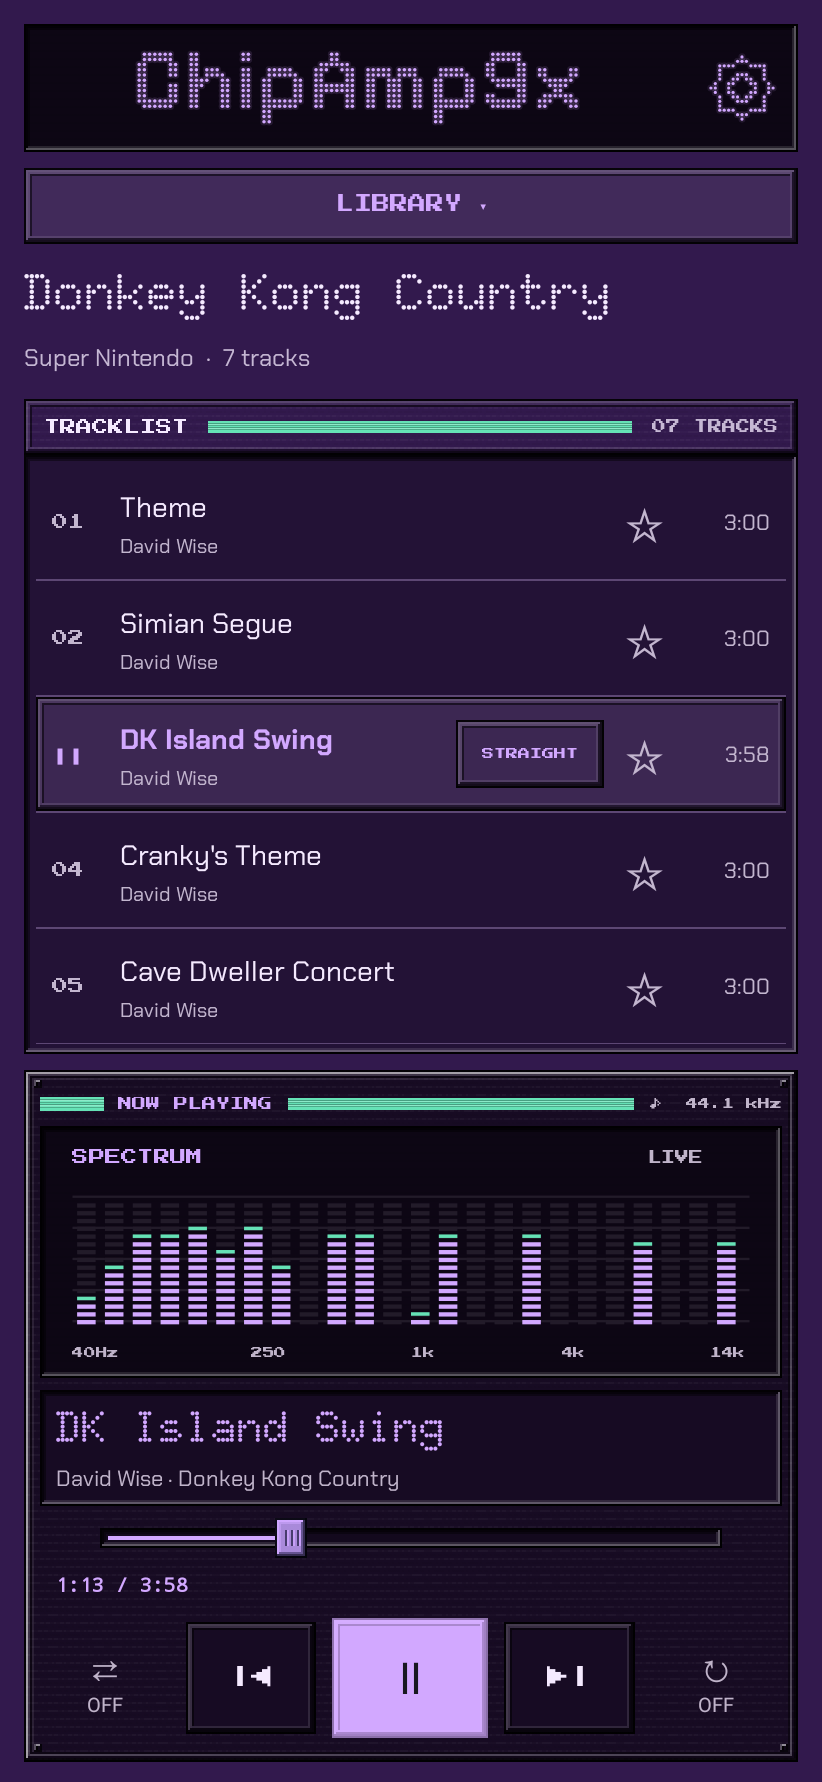 ChipAmp9x
LIBRARY ▾
Donkey Kong Country
Super Nintendo · 7 tracks
TRACKLIST 07 TRACKS
01 Theme 3:00
David Wise
02 Simian Segue 3:00
David Wise
DK Island Swing STRAIGHT 3:58
David Wise
04 Cranky's Theme 3:00
David Wise
05 Cave Dweller Concert 3:00
David Wise
NOW PLAYING ♪ 44.1 kHz
SPECTRUM LIVE
40Hz 250 1k 4k 14k
DK Island Swing
David Wise · Donkey Kong Country
1:13 / 3:58
OFF OFF